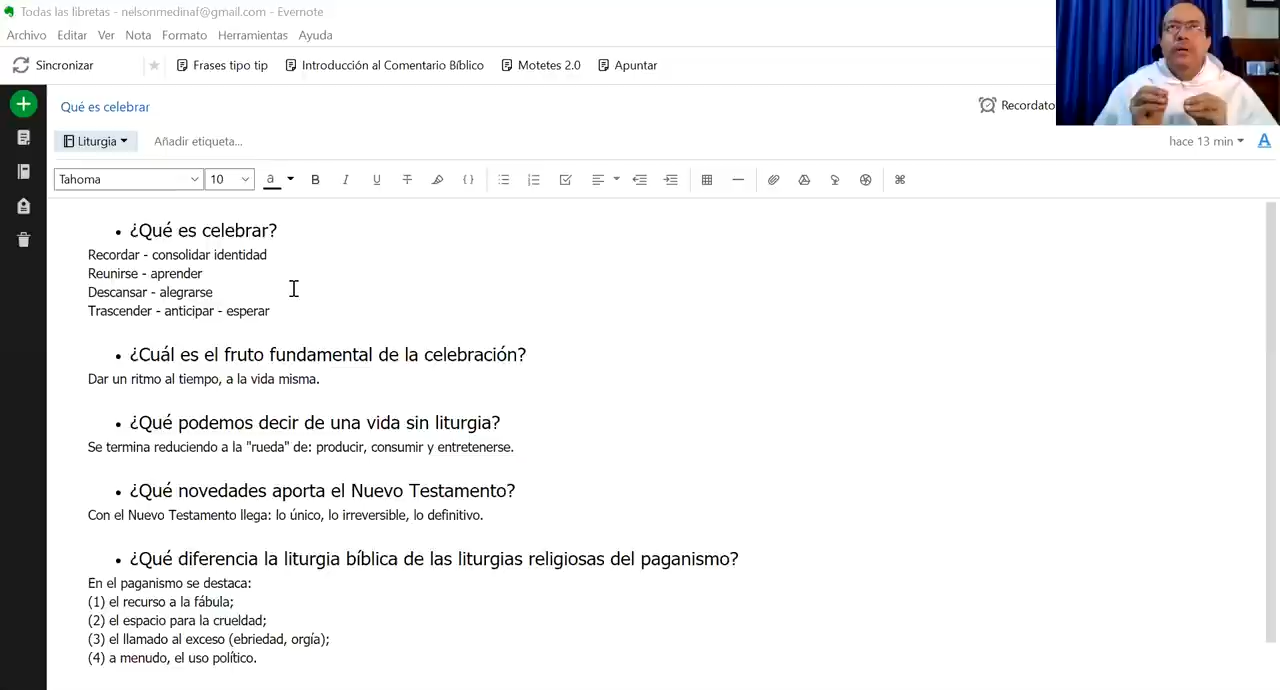 Todas las libretas - nelsonmedinaf@gmail.com - Evernote
Archivo Editar Ver Nota Formato Herramientas Ayuda
Sincronizar Frases tipo tip Introducción al Comentario Bíblico Motetes 2.0 Apuntar
Qué es celebrar Recordato
Liturgia Añadir etiqueta... hace 13 min A
Tahoma 10 a B I U T
• ¿Qué es celebrar?
Recordar - consolidar identidad
Reunirse - aprender
Descansar - alegrarse
Trascender - anticipar - esperar
• ¿Cuál es el fruto fundamental de la celebración?
Dar un ritmo al tiempo, a la vida misma.
• ¿Qué podemos decir de una vida sin liturgia?
Se termina reduciendo a la "rueda" de: producir, consumir y entretenerse.
• ¿Qué novedades aporta el Nuevo Testamento?
Con el Nuevo Testamento llega: lo único, lo irreversible, lo definitivo.
• ¿Qué diferencia la liturgia bíblica de las liturgias religiosas del paganismo?
En el paganismo se destaca:
(1) el recurso a la fábula;
(2) el espacio para la crueldad;
(3) el llamado al exceso (ebriedad, orgía);
(4) a menudo, el uso político.